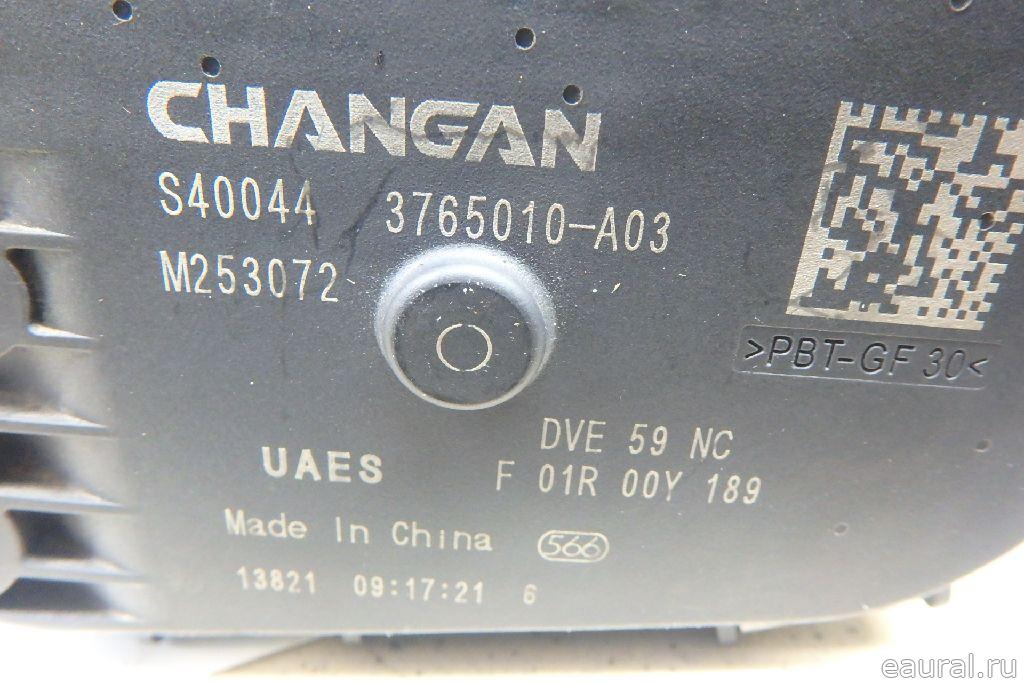 CHANGAN
S40044 3765010-A03
M253072
>PBT-GF 30<
DVE 59 NC
UAES F 01R 00Y 189
Made In China 566
13821 09:17:21 6
eaural.ru